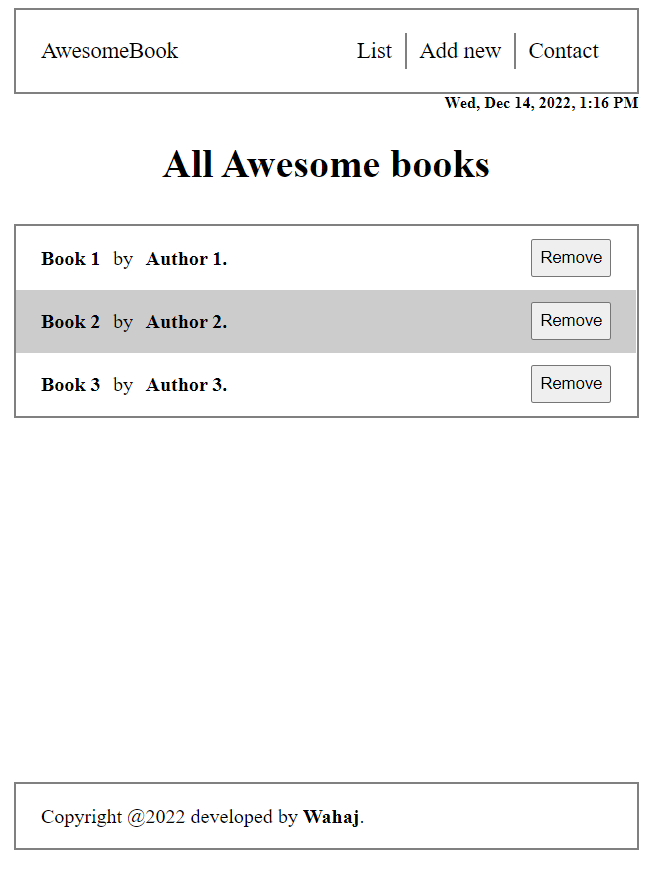 AwesomeBook List Add new Contact
Wed, Dec 14, 2022, 1:16 PM
All Awesome books
Book 1 by Author 1. Remove
Book 2 by Author 2. Remove
Book 3 by Author 3. Remove
Copyright @2022 developed by Wahaj.